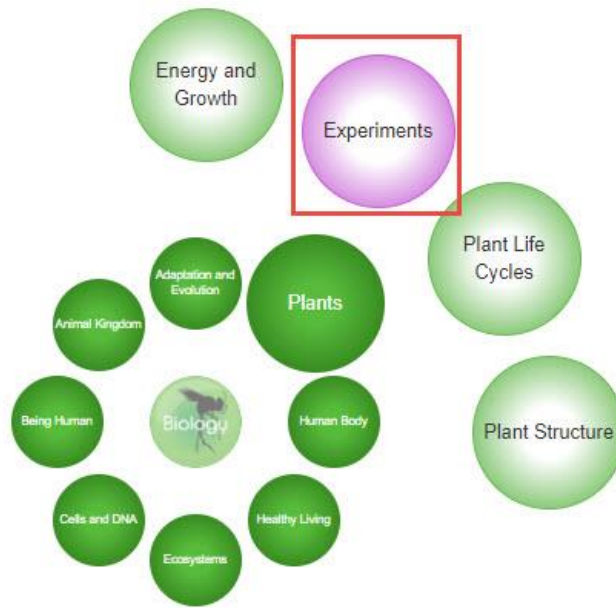 Energy and
Growth
Experiments
Plant Life
Cycles
Plant Structure
Adaptation and
Evolution
Plants
Animal Kingdom
Being Human
Biology
Human Body
Cells and DNA
Healthy Living
Ecosystems